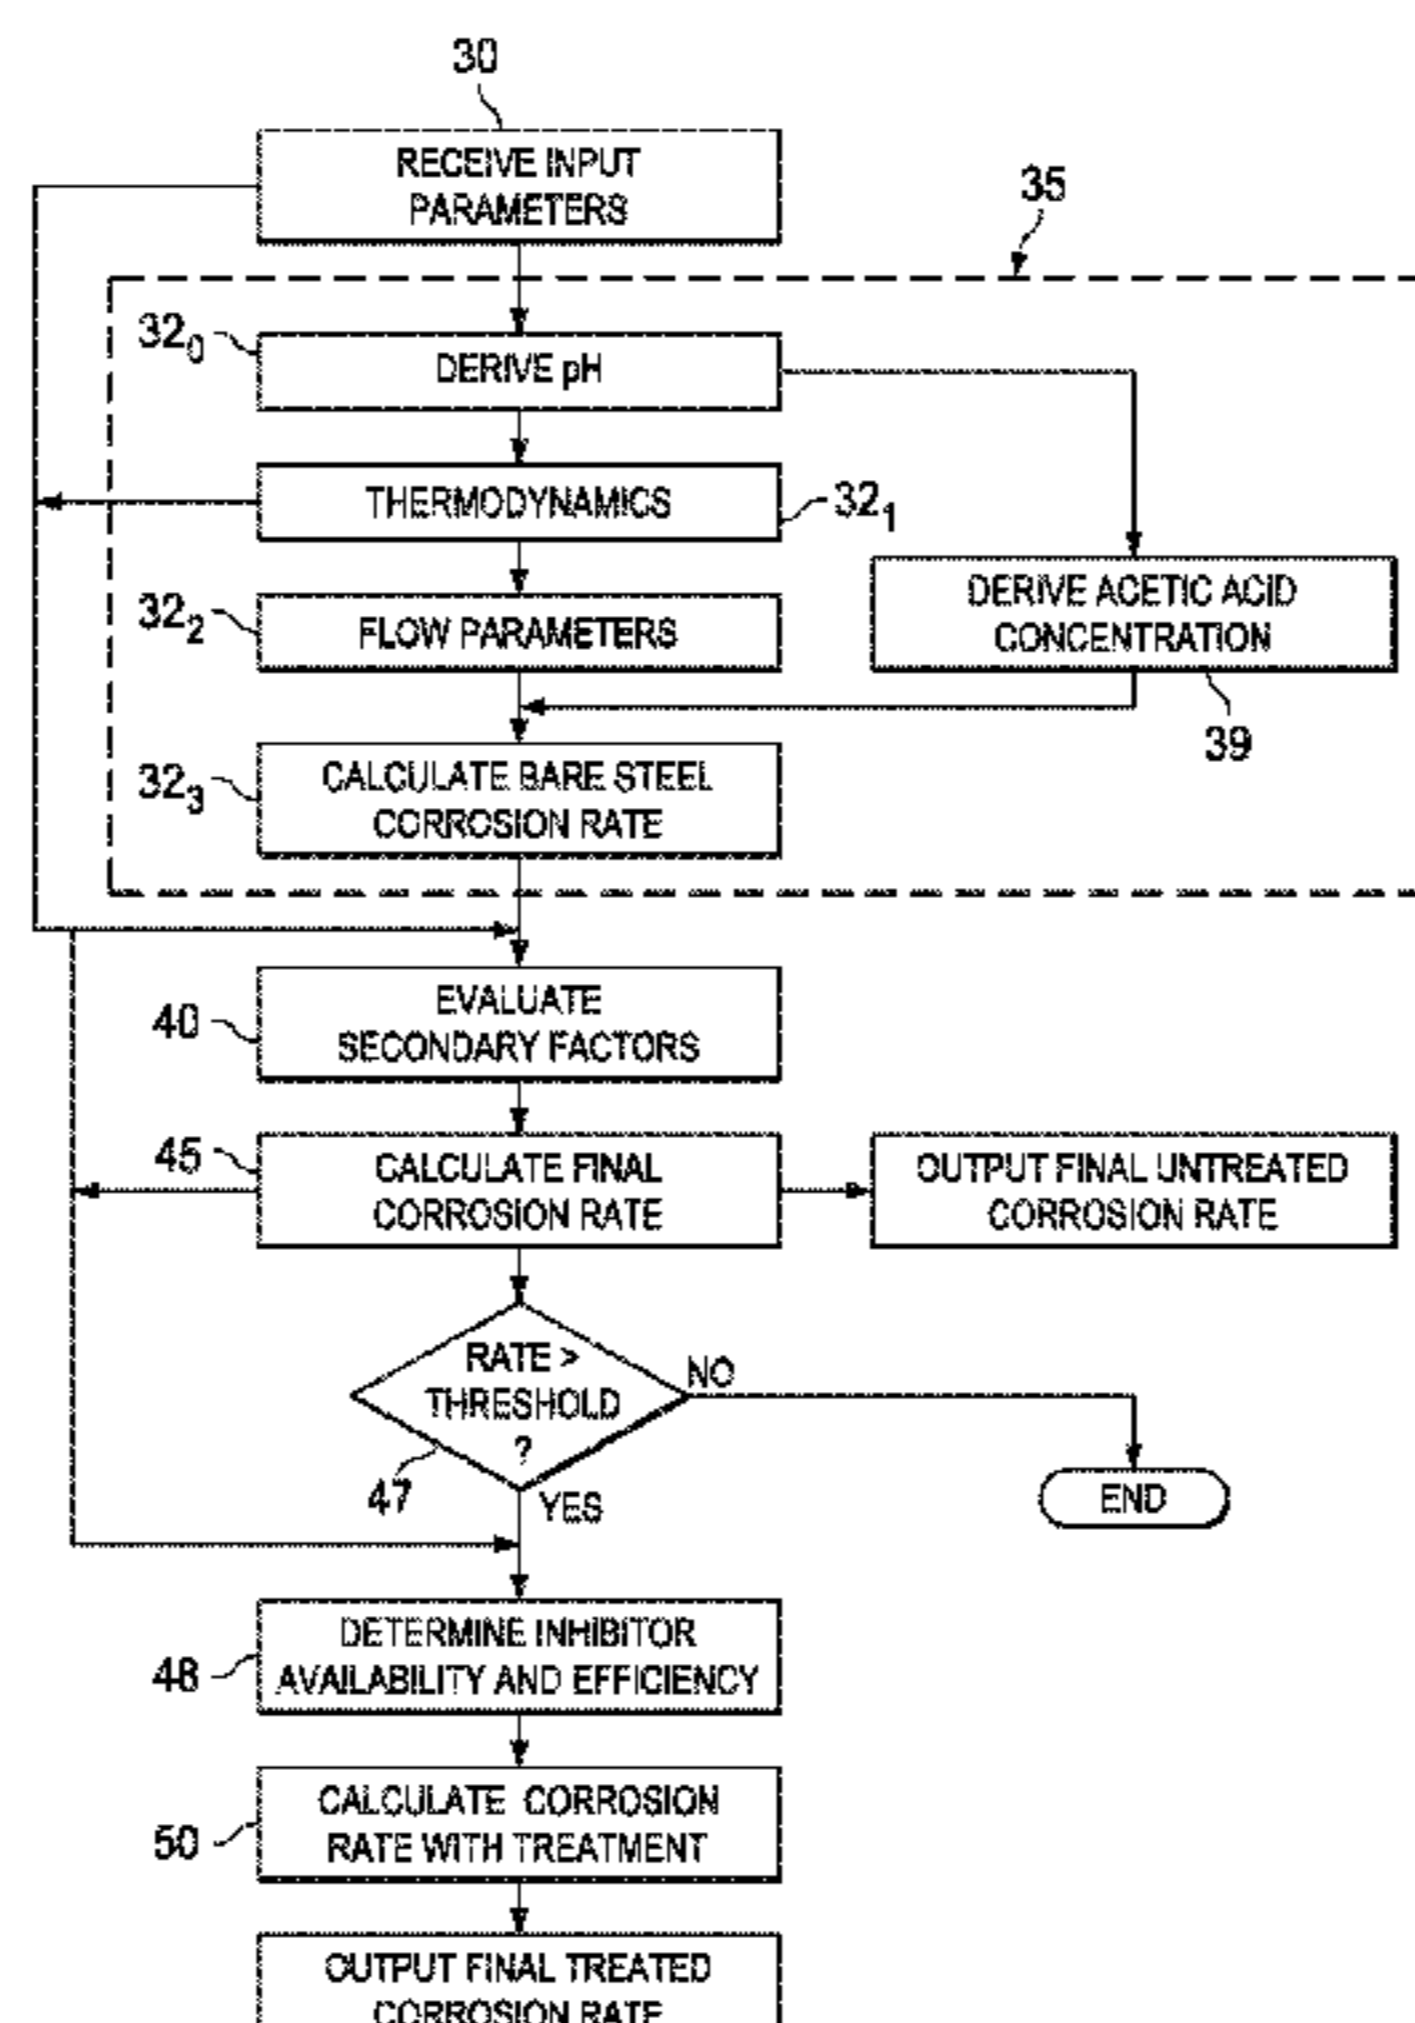 30
RECEIVE INPUT
PARAMETERS
35
32₀
DERIVE pH
THERMODYNAMICS
32₁
32₂
FLOW PARAMETERS
DERIVE ACETIC ACID
CONCENTRATION
39
32₃
CALCULATE BARE STEEL
CORROSION RATE
40
EVALUATE
SECONDARY FACTORS
45
CALCULATE FINAL
CORROSION RATE
OUTPUT FINAL UNTREATED
CORROSION RATE
RATE >
THRESHOLD
?
NO
47
YES
END
48
DETERMINE INHIBITOR
AVAILABILITY AND EFFICIENCY
50
CALCULATE CORROSION
RATE WITH TREATMENT
OUTPUT FINAL TREATED
CORROSION RATE